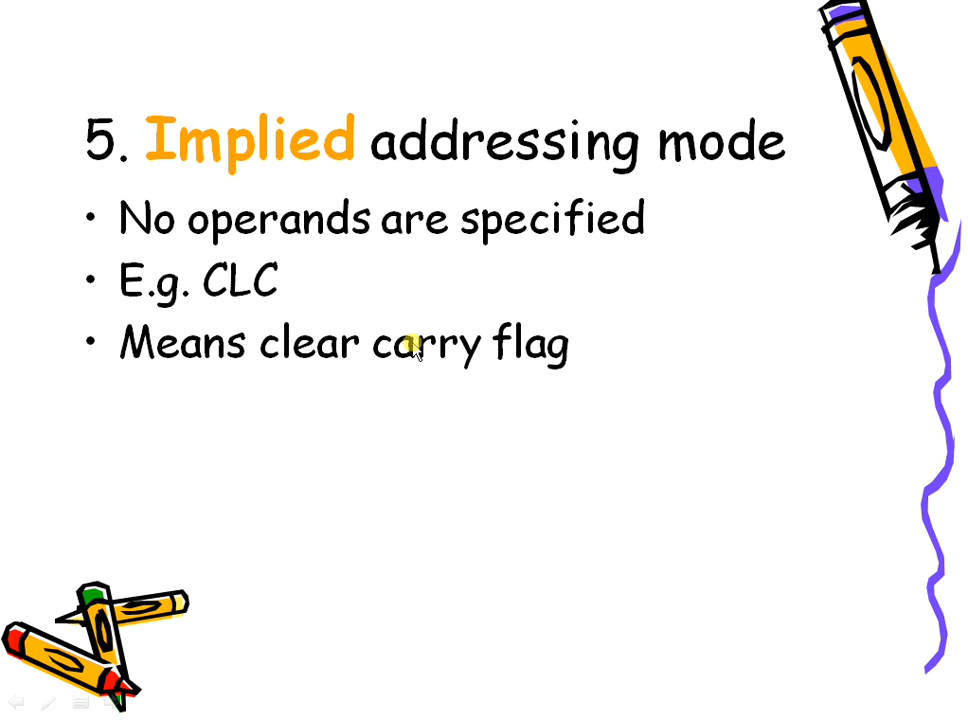 5. Implied addressing mode
• No operands are specified
• E.g. CLC
• Means clear carry flag